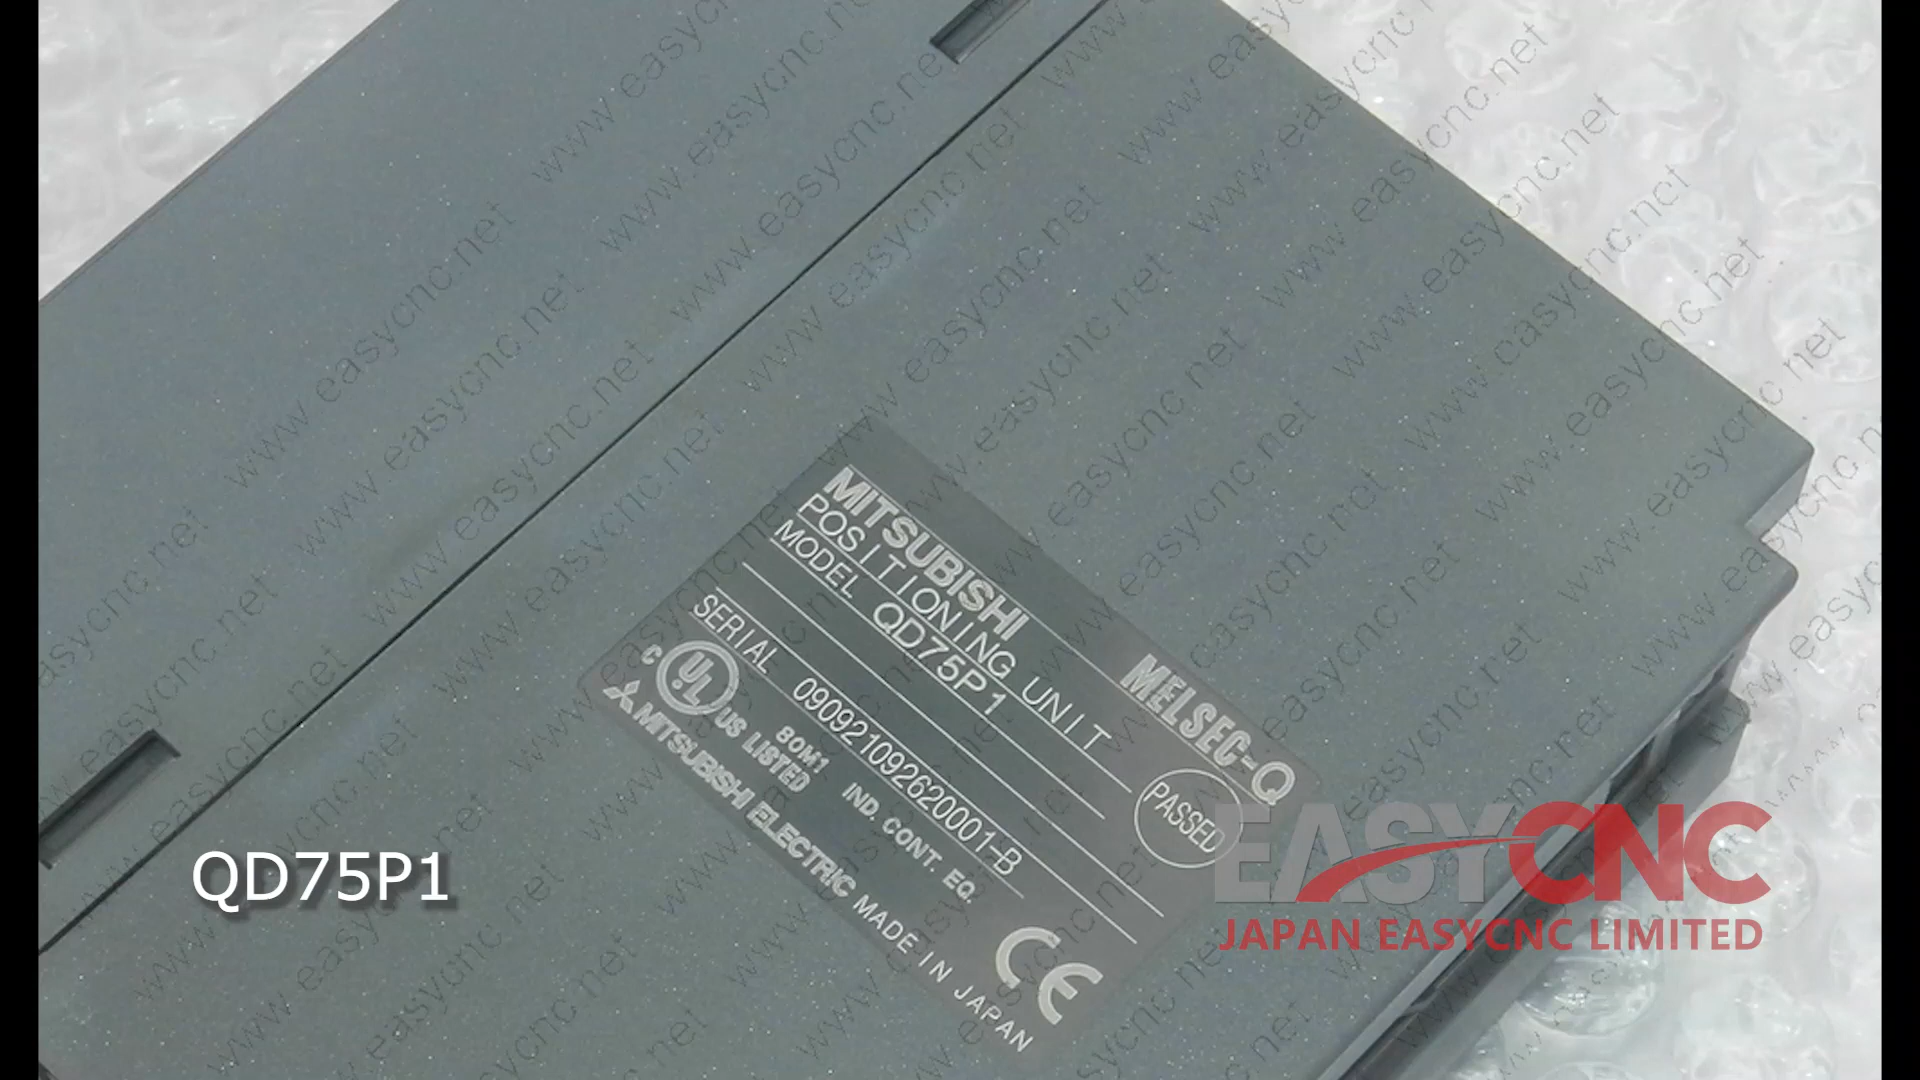 MITSUBISHI
MELSEC-Q
POSITIONING UNIT
MODEL QD75P1
PASSED
SERIAL 090921092620001-B
C UL US LISTED
80M1 IND. CONT. EQ.
CE
MITSUBISHI ELECTRIC MADE IN JAPAN
QD75P1
EASYCNC
JAPAN EASYCNC LIMITED
www.easycnc.net